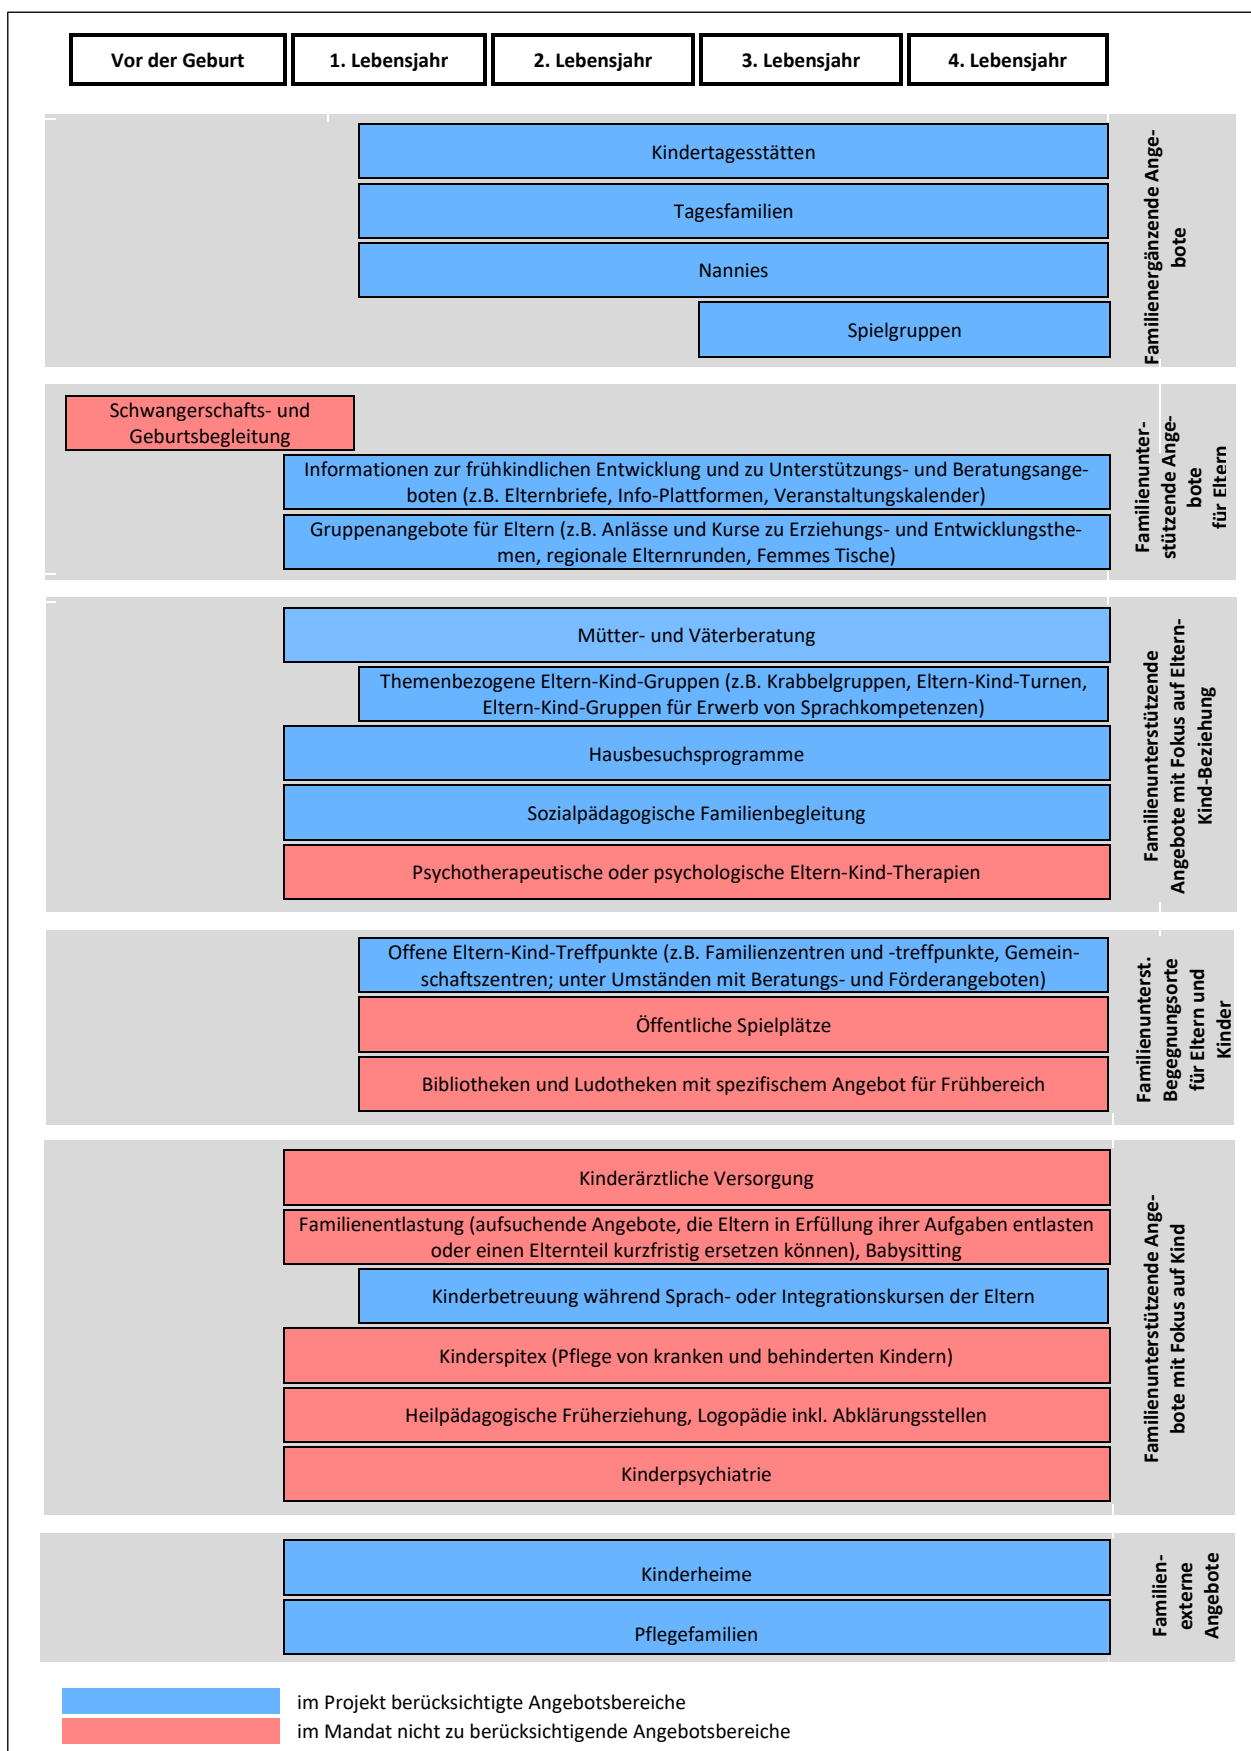 Vor der Geburt
1. Lebensjahr
2. Lebensjahr
3. Lebensjahr
4. Lebensjahr
Kindertagesstätten
Tagesfamilien
Nannies
Spielgruppen
Familienergänzende Ange-
bote
Schwangerschafts- und
Geburtsbegleitung
Informationen zur frühkindlichen Entwicklung und zu Unterstützungs- und Beratungsange-
boten (z.B. Elternbriefe, Info-Plattformen, Veranstaltungskalender)
Gruppenangebote für Eltern (z.B. Anlässe und Kurse zu Erziehungs- und Entwicklungsthe-
men, regionale Elternrunden, Femmes Tische)
Familienunter-
stützende Ange-
bote
für Eltern
Mütter- und Väterberatung
Themenbezogene Eltern-Kind-Gruppen (z.B. Krabbelgruppen, Eltern-Kind-Turnen,
Eltern-Kind-Gruppen für Erwerb von Sprachkompetenzen)
Hausbesuchsprogramme
Sozialpädagogische Familienbegleitung
Psychotherapeutische oder psychologische Eltern-Kind-Therapien
Familienunterstützende
Angebote mit Fokus auf Eltern-
Kind-Beziehung
Offene Eltern-Kind-Treffpunkte (z.B. Familienzentren und -treffpunkte, Gemein-
schaftszentren; unter Umständen mit Beratungs- und Förderangeboten)
Öffentliche Spielplätze
Bibliotheken und Ludotheken mit spezifischem Angebot für Frühbereich
Familienunterst.
Begegnungsorte
für Eltern und
Kinder
Kinderärztliche Versorgung
Familienentlastung (aufsuchende Angebote, die Eltern in Erfüllung ihrer Aufgaben entlasten
oder einen Elternteil kurzfristig ersetzen können), Babysitting
Kinderbetreuung während Sprach- oder Integrationskursen der Eltern
Kinderspitex (Pflege von kranken und behinderten Kindern)
Heilpädagogische Früherziehung, Logopädie inkl. Abklärungsstellen
Kinderpsychiatrie
Familienunterstützende Ange-
bote mit Fokus auf Kind
Kinderheime
Pflegefamilien
Familien-
externe
Angebote
im Projekt berücksichtigte Angebotsbereiche
im Mandat nicht zu berücksichtigende Angebotsbereiche